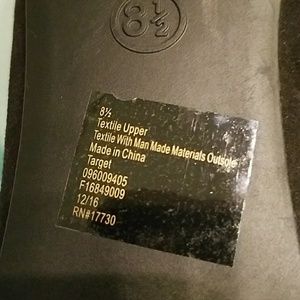 8½
8½
Textile Upper
Textile With Man Made Materials Outsole
Made in China
Target
096009405
F16849009
12/16
RN#17730